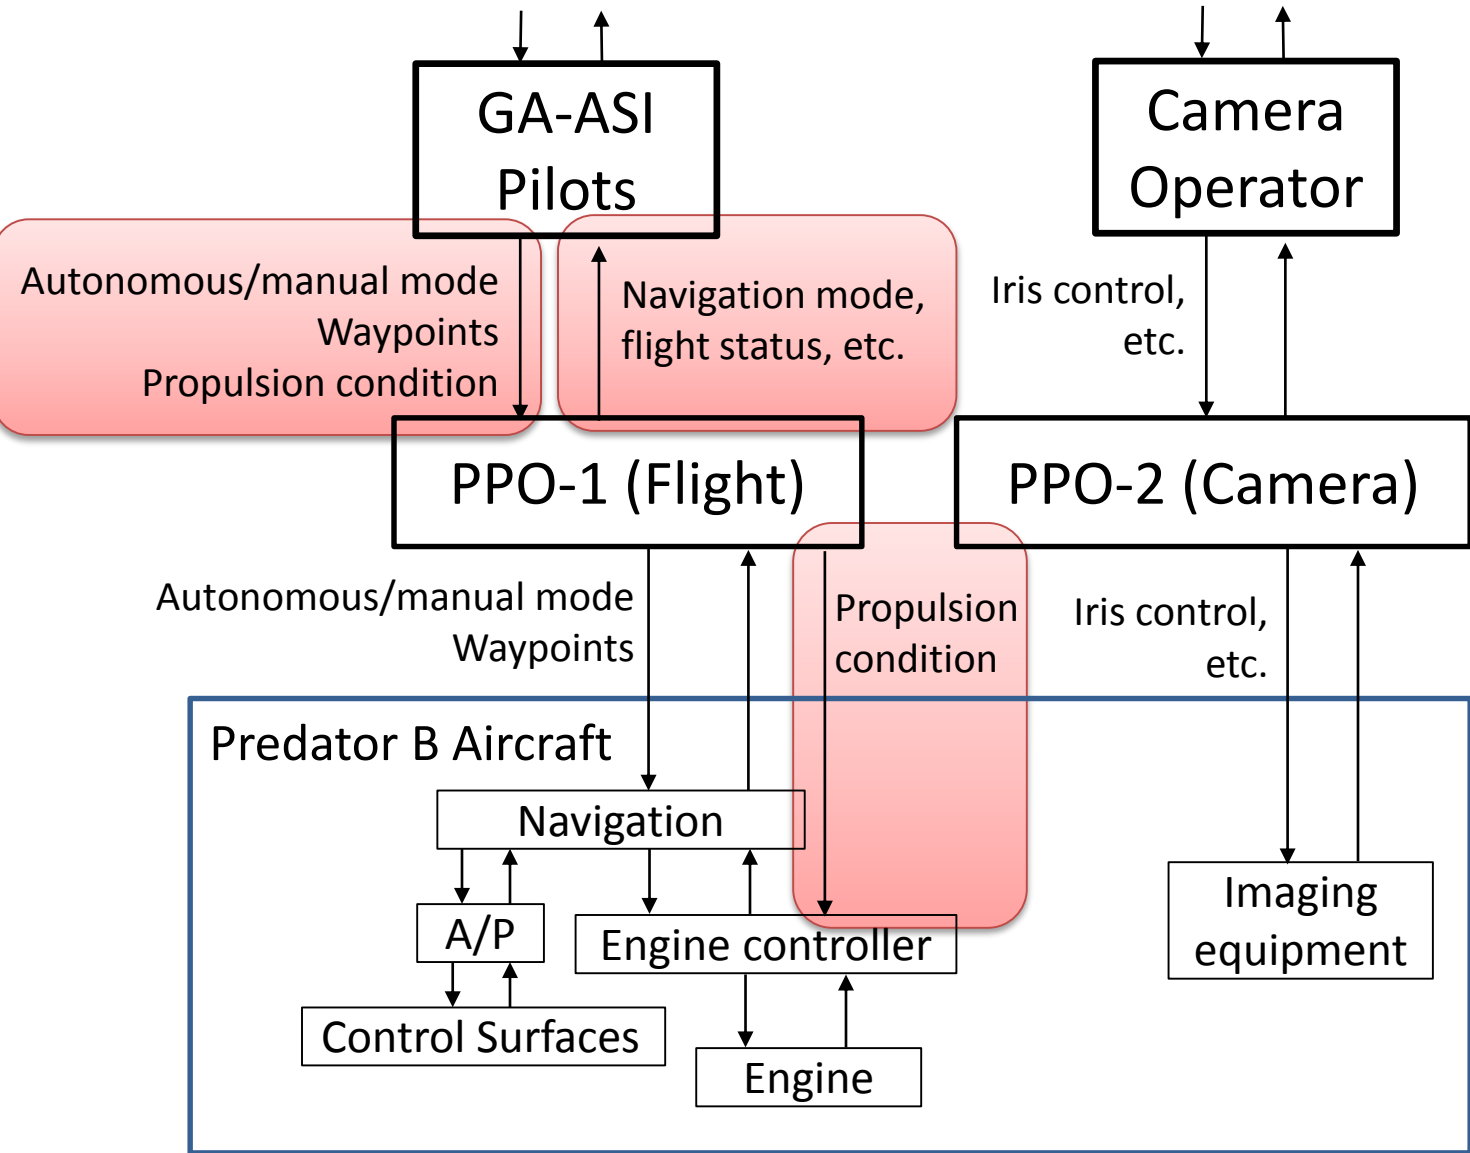 GA-ASI
Pilots
Camera
Operator
Autonomous/manual mode
Waypoints
Propulsion condition
Navigation mode,
flight status, etc.
Iris control,
etc.
PPO-1 (Flight)
PPO-2 (Camera)
Autonomous/manual mode
Waypoints
Propulsion
condition
Iris control,
etc.
Predator B Aircraft
Navigation
A/P
Engine controller
Imaging
equipment
Control Surfaces
Engine